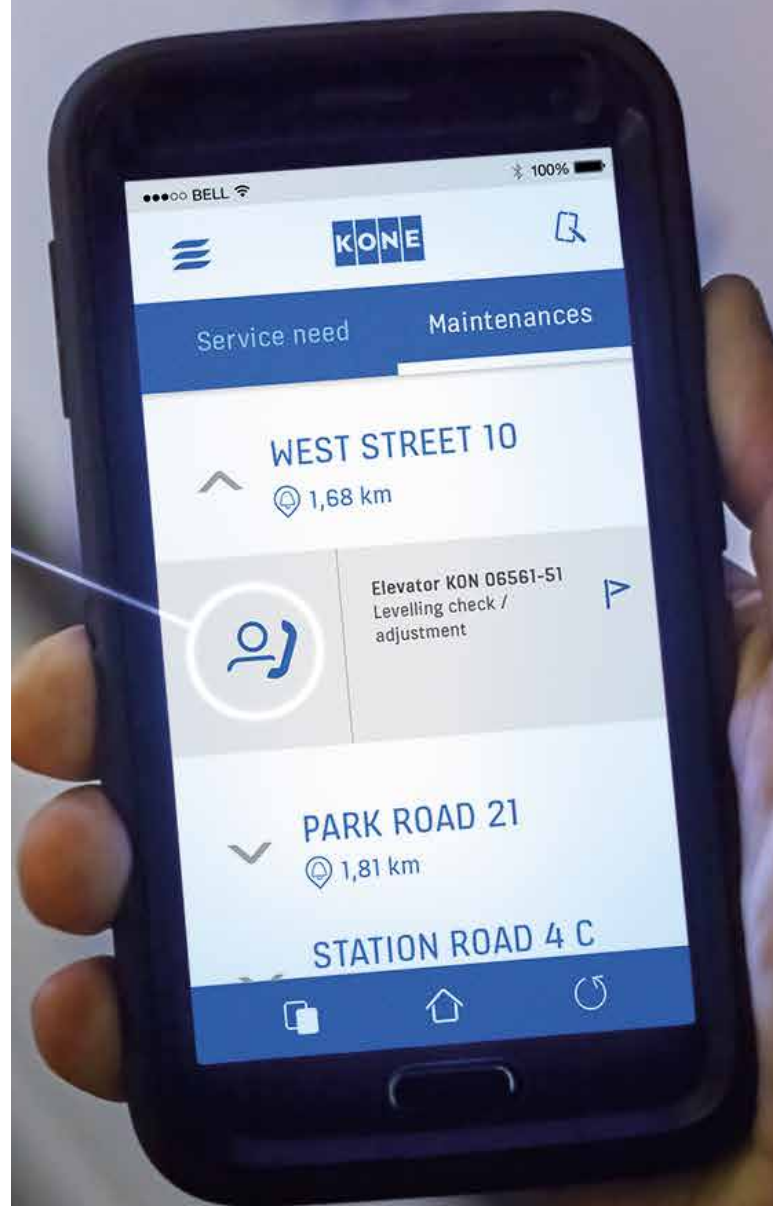 BELL 100%
KONE
Service need Maintenances
WEST STREET 10
1,68 km
Elevator KON 06561-51
Levelling check /
adjustment
PARK ROAD 21
1,81 km
STATION ROAD 4 C